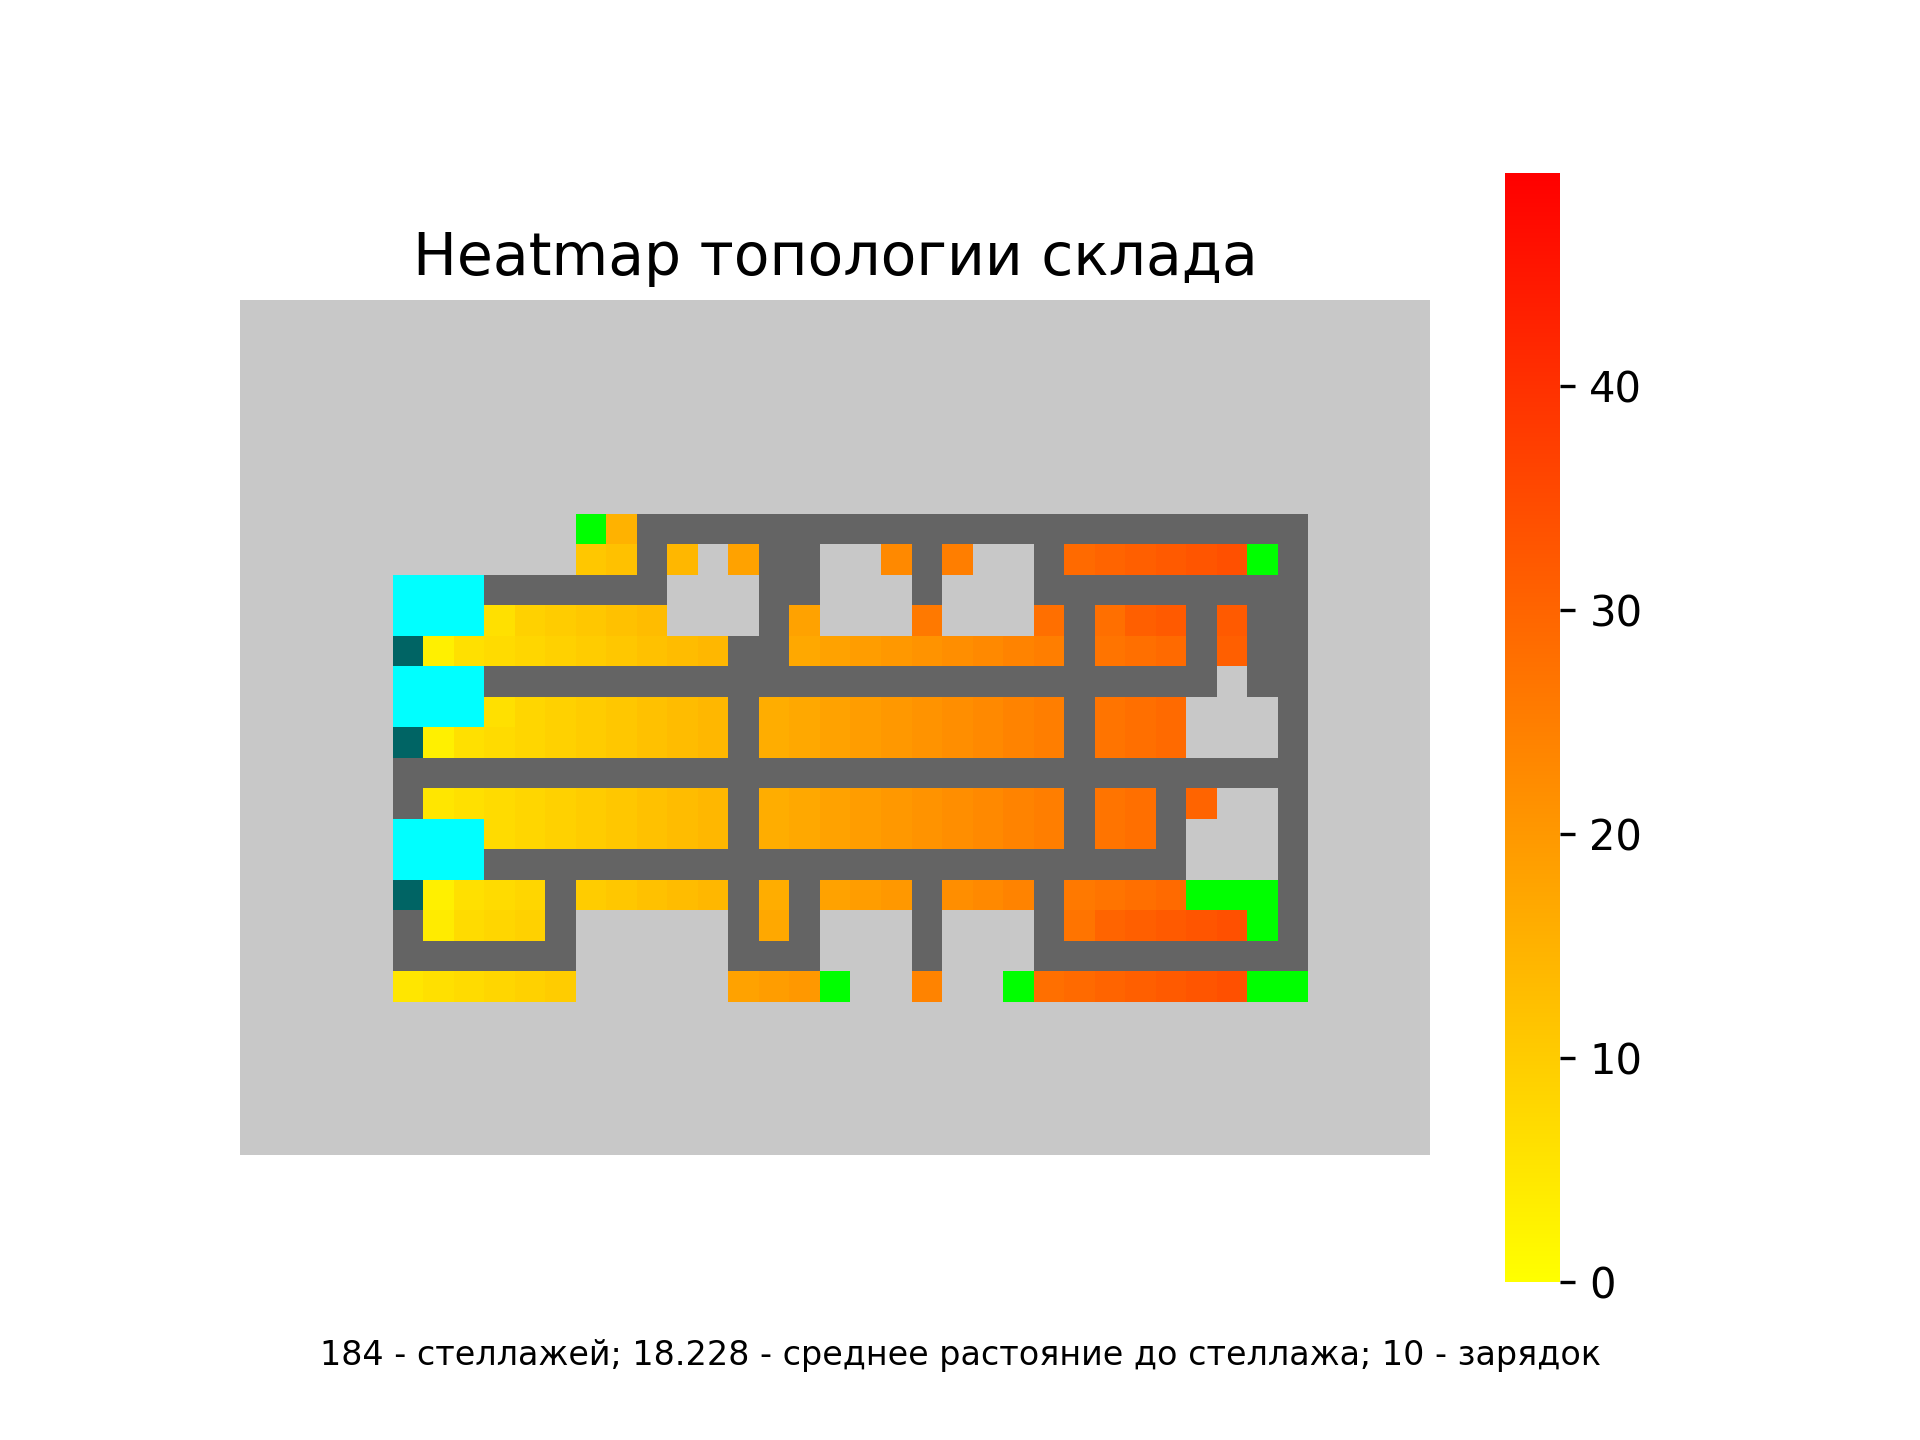 Heatmap топологии склада
40
30
20
10
0
184 - стеллажей; 18.228 - среднее растояние до стеллажа; 10 - зарядок